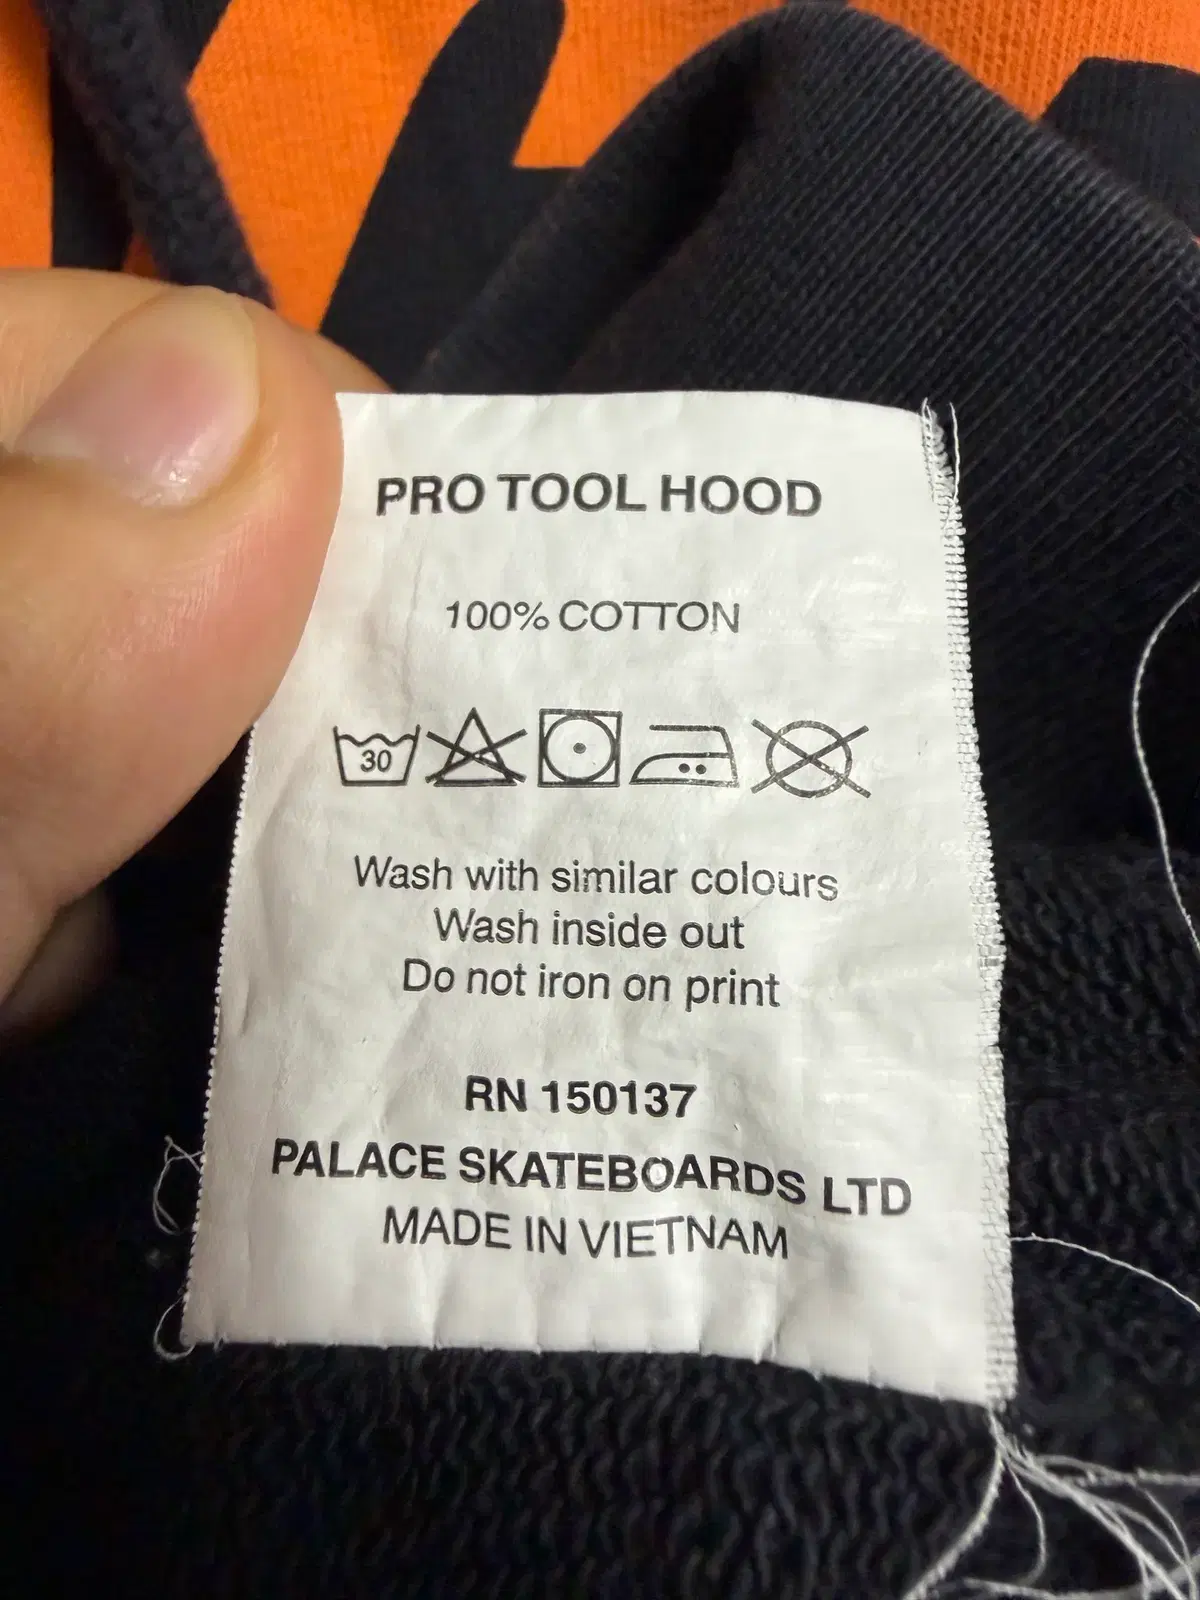 PRO TOOL HOOD
100% COTTON
30
Wash with similar colours
Wash inside out
Do not iron on print
RN 150137
PALACE SKATEBOARDS LTD
MADE IN VIETNAM